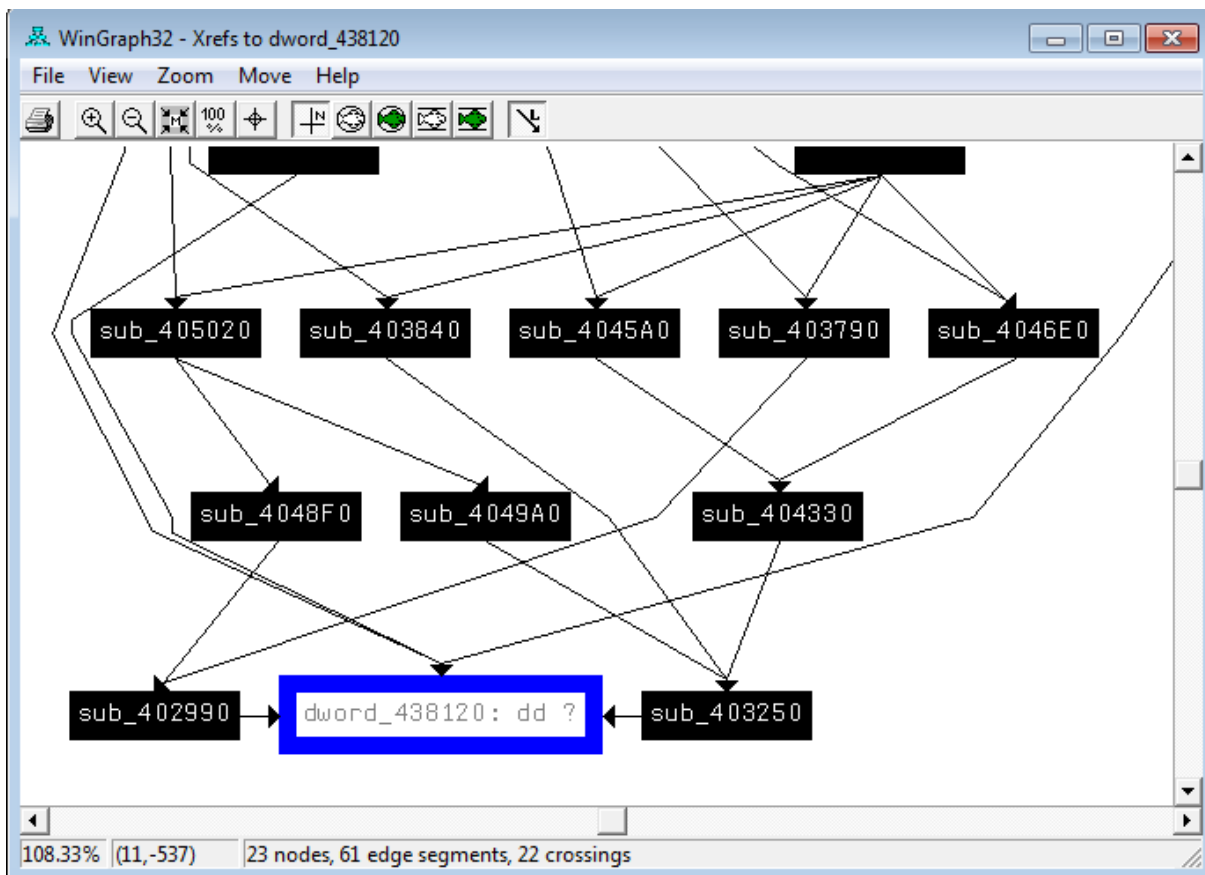 WinGraph32 - Xrefs to dword_438120
File View Zoom Move Help
100 %
N
sub_405020 sub_403840 sub_4045A0 sub_403790 sub_4046E0
sub_4048F0 sub_4049A0 sub_404330
sub_402990 dword_438120: dd ? sub_403250
108.33% (11,-537) 23 nodes, 61 edge segments, 22 crossings